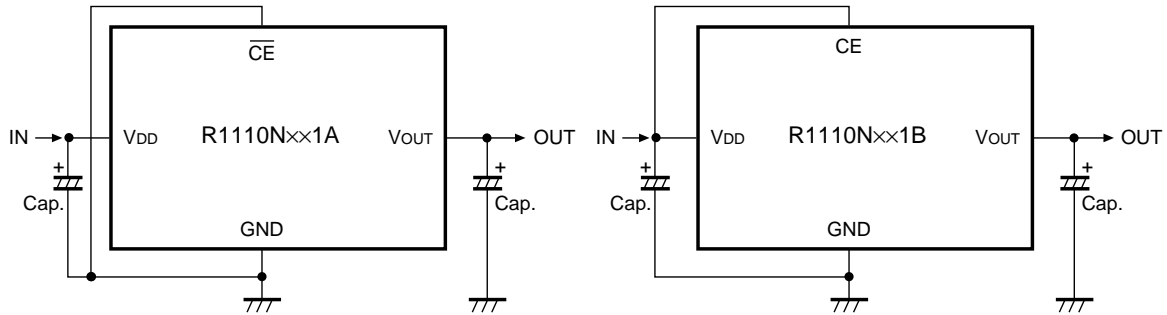 C̅E̅
IN
VDD
R1110N××1A
VOUT
OUT
+
Cap.
+
Cap.
GND
CE
IN
VDD
R1110N××1B
VOUT
OUT
+
Cap.
+
Cap.
GND